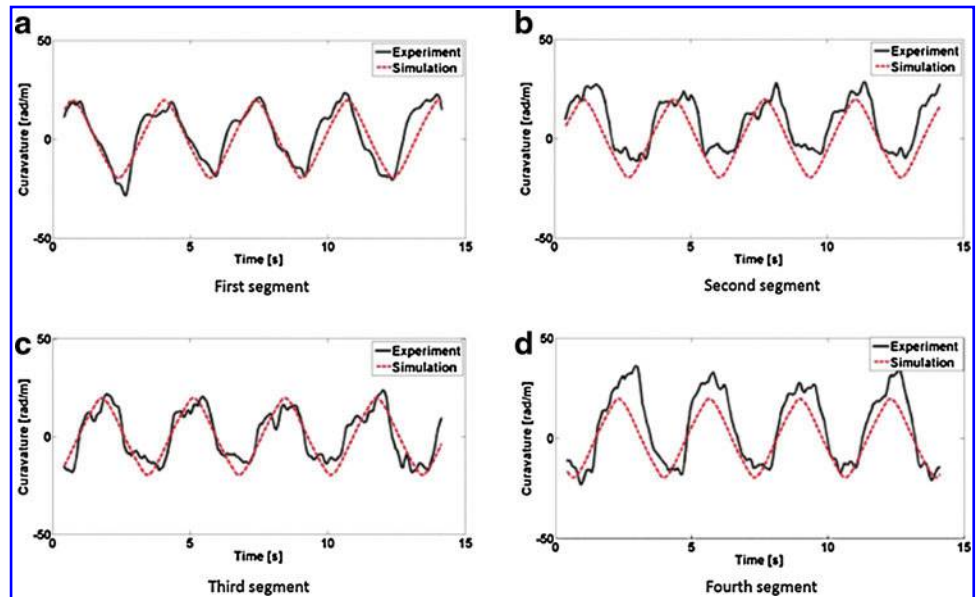 a
50
Experiment
Simulation
Curavature [rad/m]
0
-50
0
5
10
15
Time [s]
First segment
b
50
Experiment
Simulation
Curavature [rad/m]
0
-50
0
5
10
15
Time [s]
Second segment
c
50
Experiment
Simulation
Curavature [rad/m]
0
-50
0
5
10
15
Time [s]
Third segment
d
50
Experiment
Simulation
Curavature [rad/m]
0
-50
0
5
10
15
Time [s]
Fourth segment